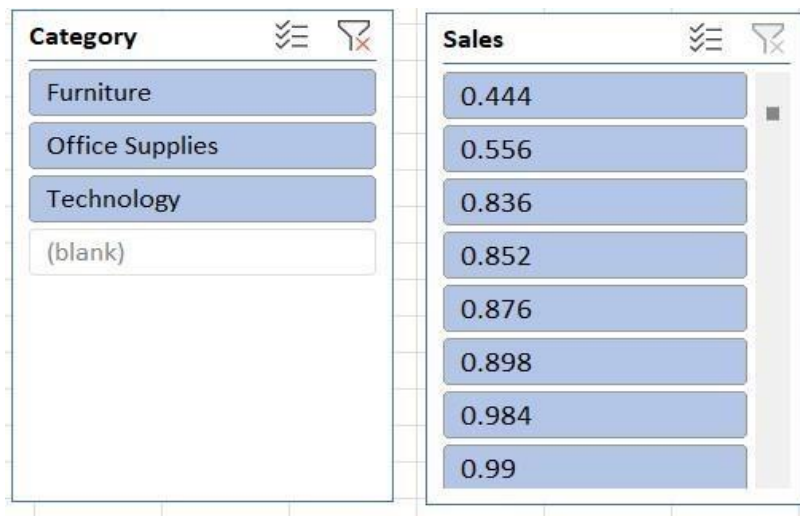 Category
Furniture
Office Supplies
Technology
(blank)
Sales
0.444
0.556
0.836
0.852
0.876
0.898
0.984
0.99